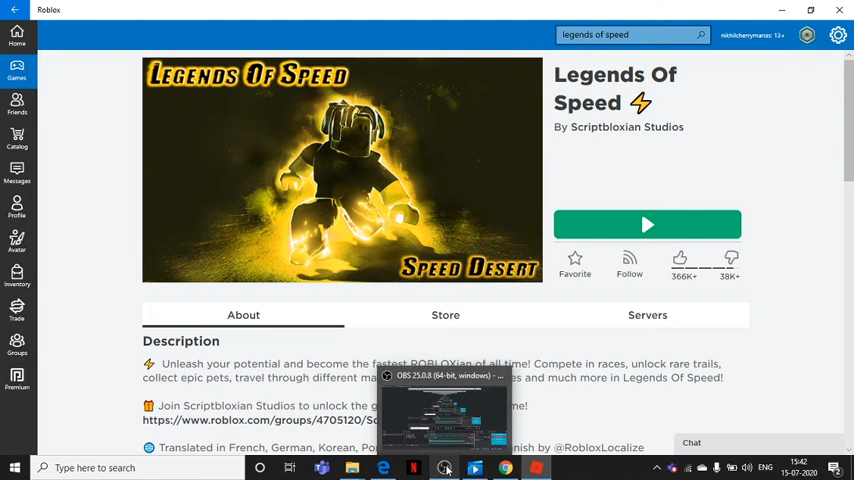 Roblox
Home
legends of speed
nikhilcherrymanas: 13+
Games
Friends
Catalog
Messages
Profile
Avatar
Inventory
Trade
Groups
Premium
LEGENDS OF SPEED
SPEED DESERT
Legends Of
Speed ⚡
By Scriptbloxian Studios
Favorite
Follow
366K+
38K+
About
Store
Servers
Description
⚡ Unleash your potential and become the fastest ROBLOXian of all time! Compete in races, unlock rare trails,
collect epic pets, travel through different ma es and much more in Legends Of Speed!
🎁 Join Scriptbloxian Studios to unlock the g me!
https://www.roblox.com/groups/4705120/Sc
🌐 Translated in French, German, Korean, Po nish by @RobloxLocalize
OBS 25.0.8 (64-bit, windows) - ...
Chat
Type here to search
ENG
15:42
15-07-2020
2